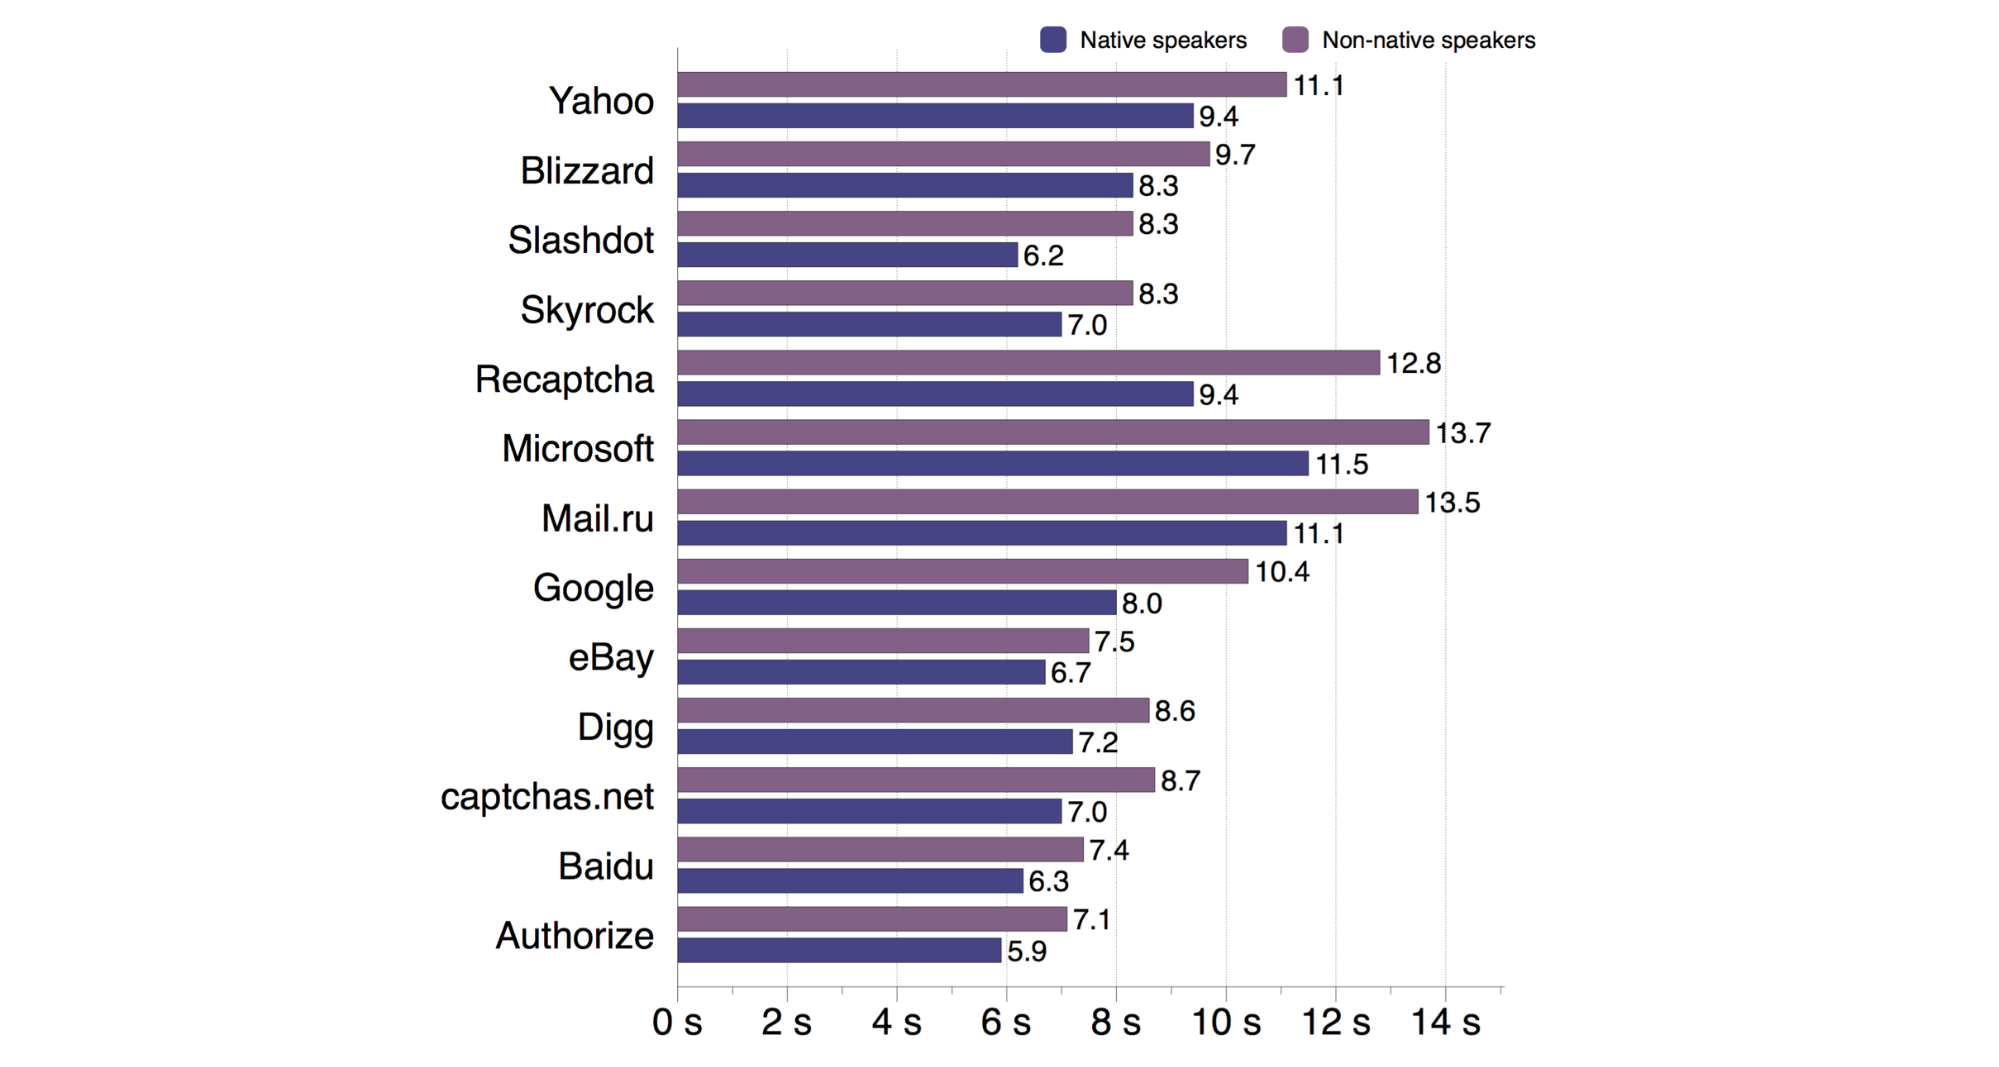 Native speakers Non-native speakers
Yahoo 11.1
9.4
Blizzard 9.7
8.3
Slashdot 8.3
6.2
Skyrock 8.3
7.0
Recaptcha 12.8
9.4
Microsoft 13.7
11.5
Mail.ru 13.5
11.1
Google 10.4
8.0
eBay 7.5
6.7
Digg 8.6
7.2
captchas.net 8.7
7.0
Baidu 7.4
6.3
Authorize 7.1
5.9
0 s 2 s 4 s 6 s 8 s 10 s 12 s 14 s